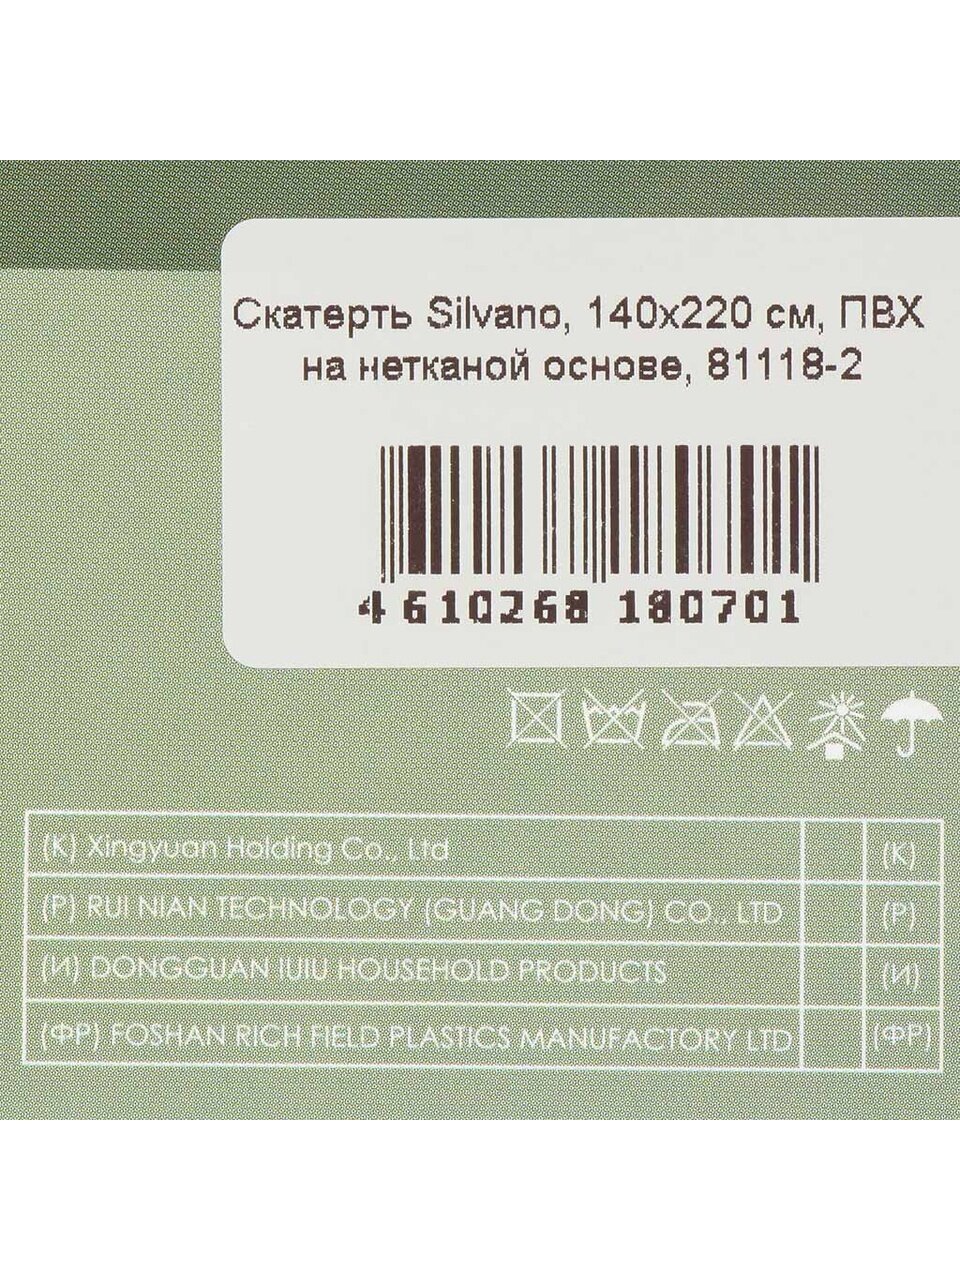 Скатерть Silvano, 140x220 см, ПВХ
на нетканой основе, 81118-2
4 610268 180701
(К) Xingyuan Holding Co., Ltd (К)
(Р) RUI NIAN TECHNOLOGY (GUANG DONG) CO., LTD (Р)
(И) DONGGUAN IUIU HOUSEHOLD PRODUCTS (И)
(ФР) FOSHAN RICH FIELD PLASTICS MANUFACTORY LTD (ФР)